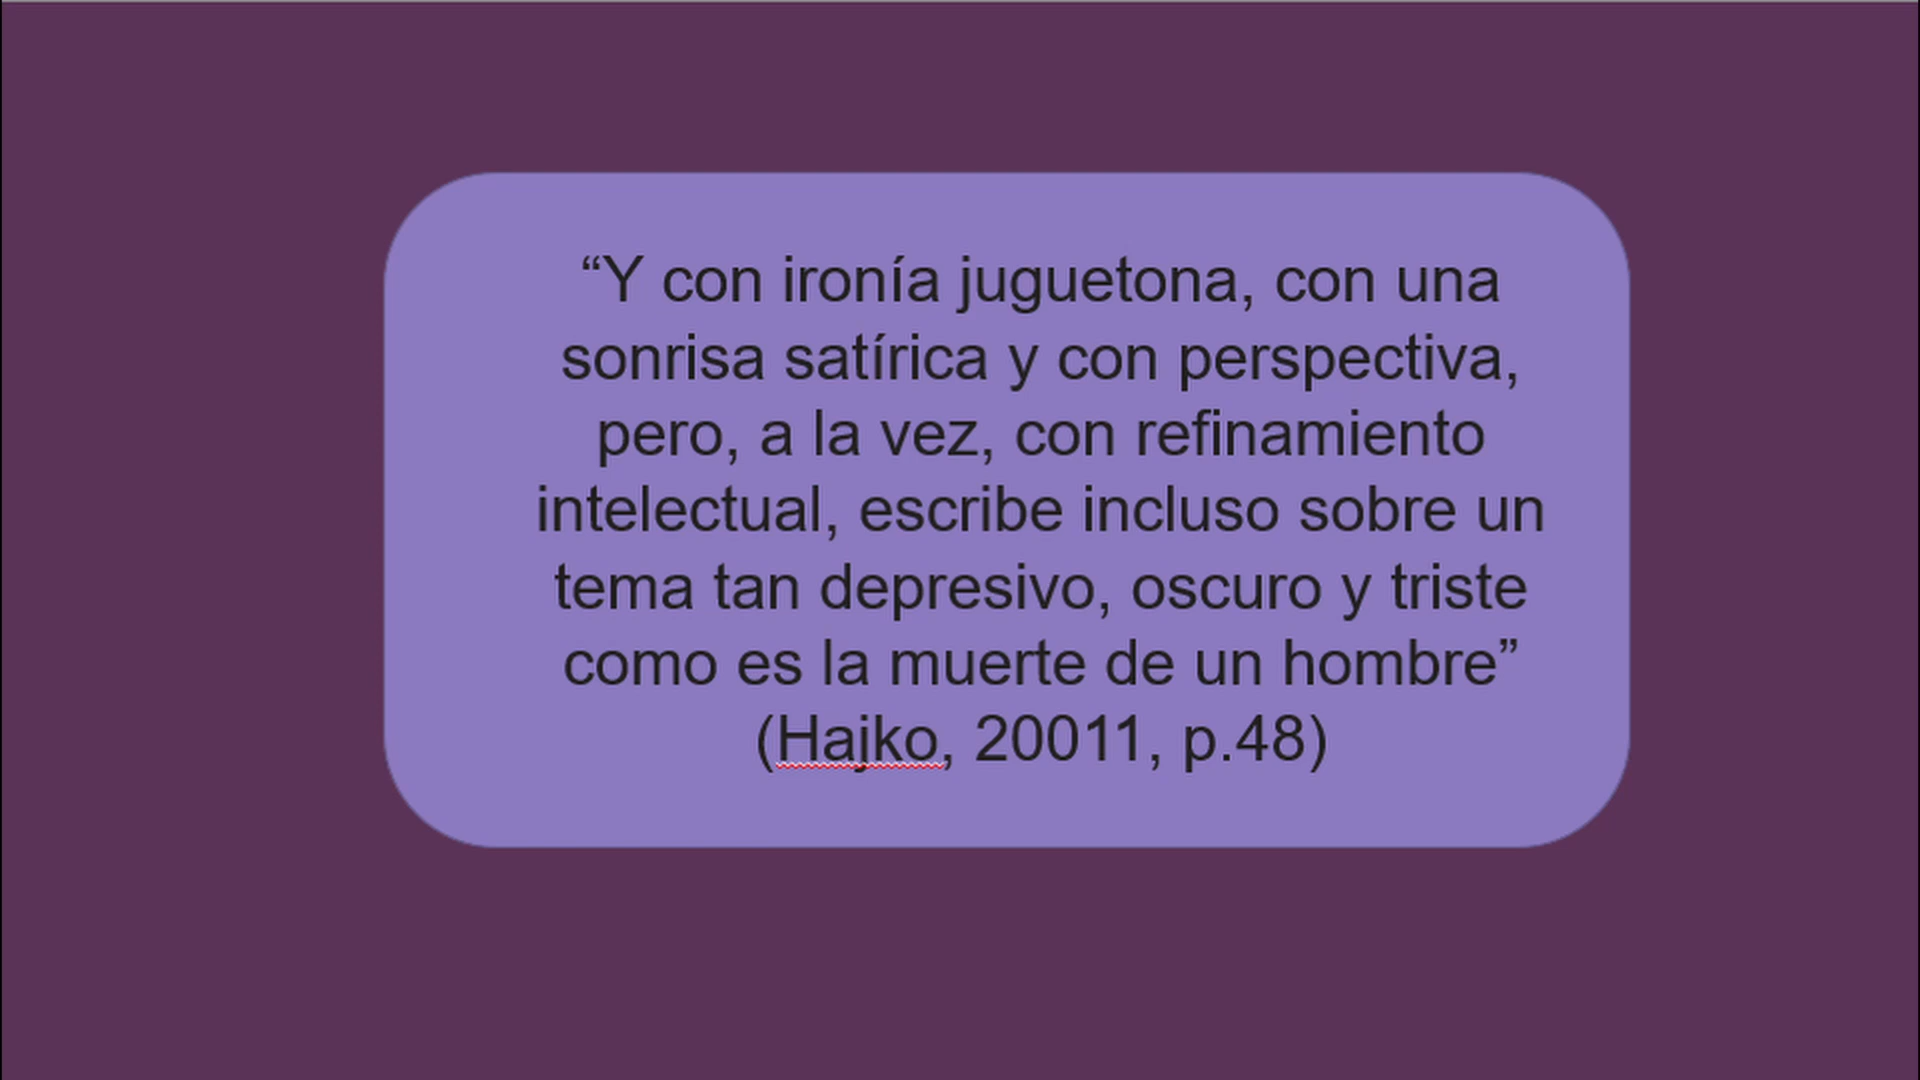 “Y con ironía juguetona, con una
sonrisa satírica y con perspectiva,
pero, a la vez, con refinamiento
intelectual, escribe incluso sobre un
tema tan depresivo, oscuro y triste
como es la muerte de un hombre”
(Hajko, 20011, p.48)